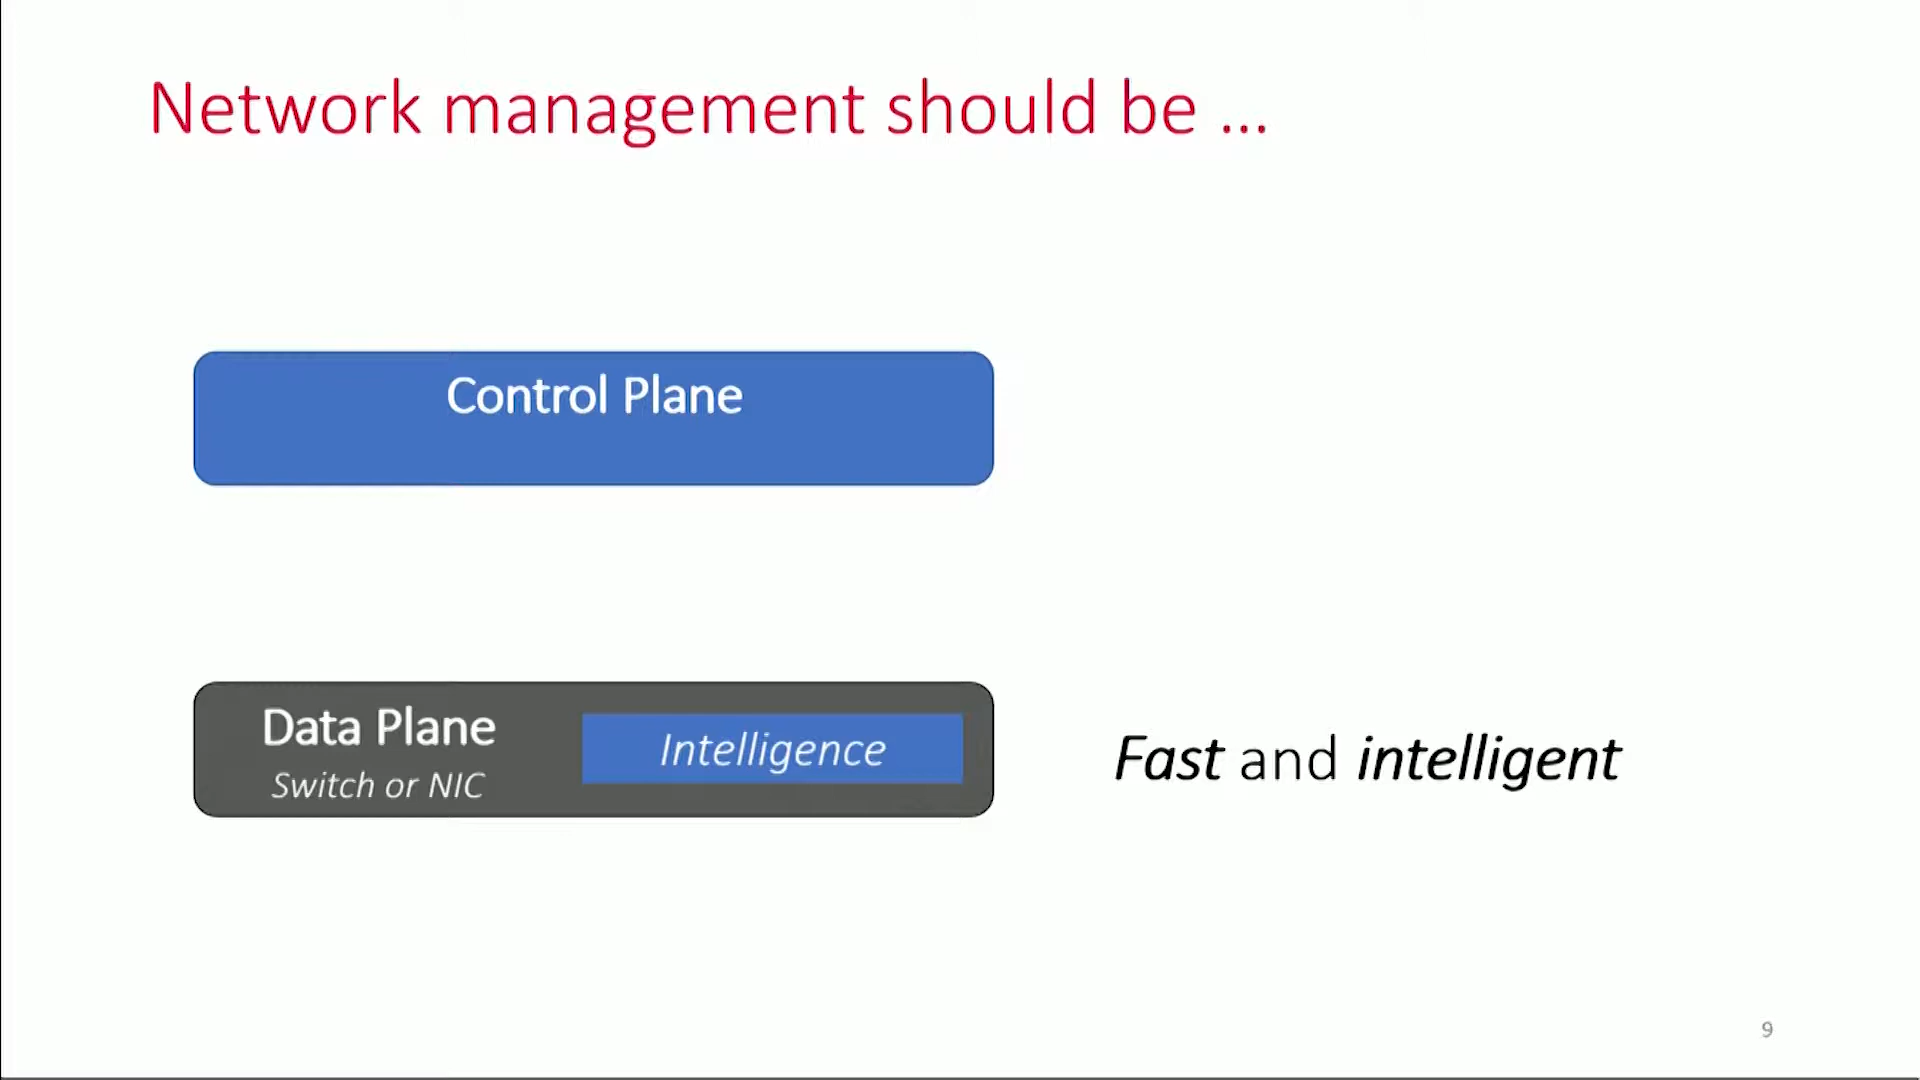 Network management should be ...
Control Plane
Data Plane
Switch or NIC
Intelligence
Fast and intelligent
9